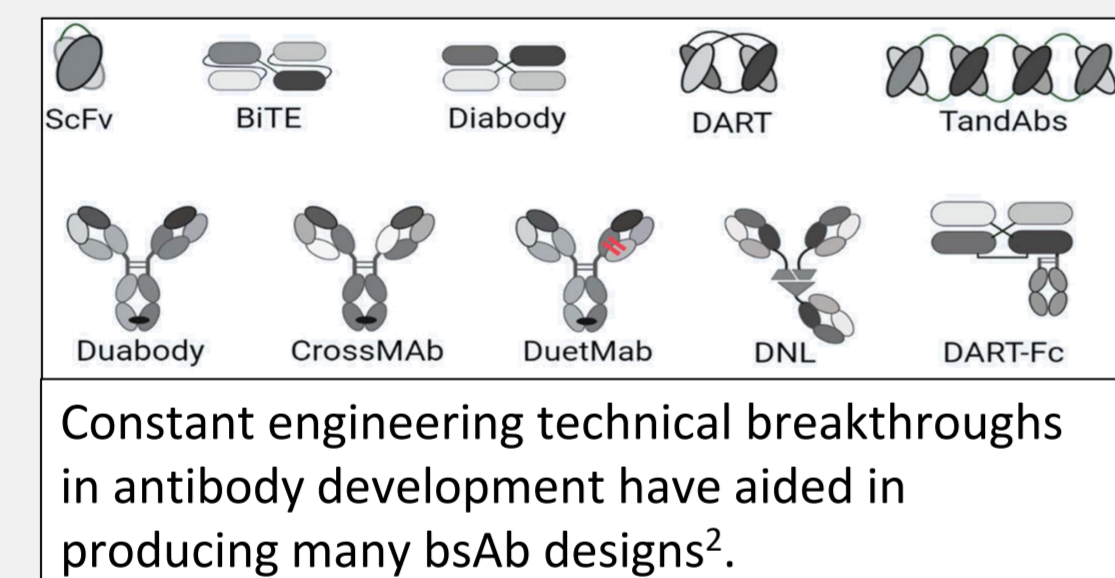 ScFv BiTE Diabody DART TandAbs
Duabody CrossMAb DuetMab DNL DART-Fc
Constant engineering technical breakthroughs
in antibody development have aided in
producing many bsAb designs².